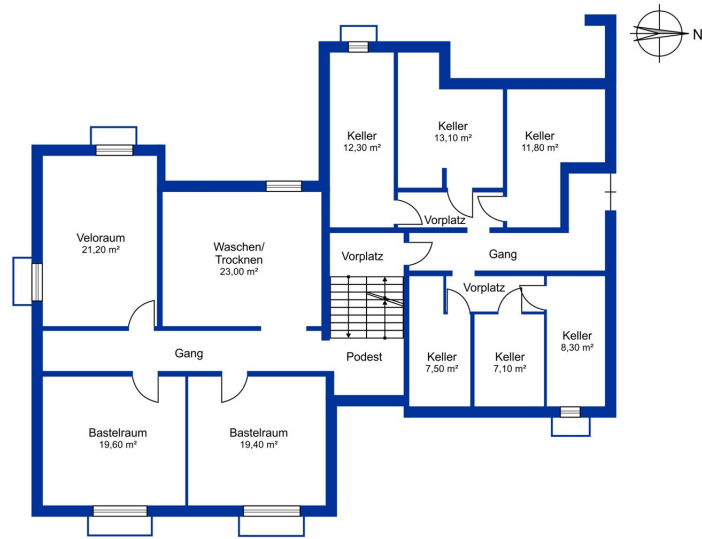 N
Keller
12,30 m²
Keller
13,10 m²
Keller
11,80 m²
Vorplatz
Veloraum
21,20 m²
Waschen/
Trocknen
23,00 m²
Vorplatz
Gang
Vorplatz
Gang
Podest
Keller
7,50 m²
Keller
7,10 m²
Keller
8,30 m²
Bastelraum
19,60 m²
Bastelraum
19,40 m²